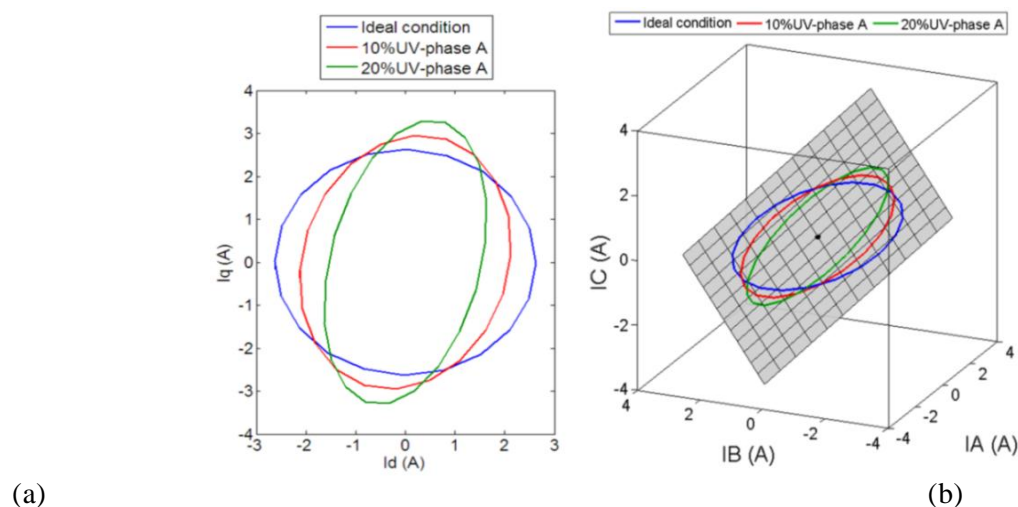 Ideal condition
10%UV-phase A
20%UV-phase A
4
3
2
1
0
-1
-2
-3
-4
Iq (A)
-3 -2 -1 0 1 2 3
Id (A)
Ideal condition 10%UV-phase A 20%UV-phase A
4
2
0
-2
-4
IC (A)
4 2 0 -2 -4
IB (A)
-4 -2 0 2 4
IA (A)
(a) (b)